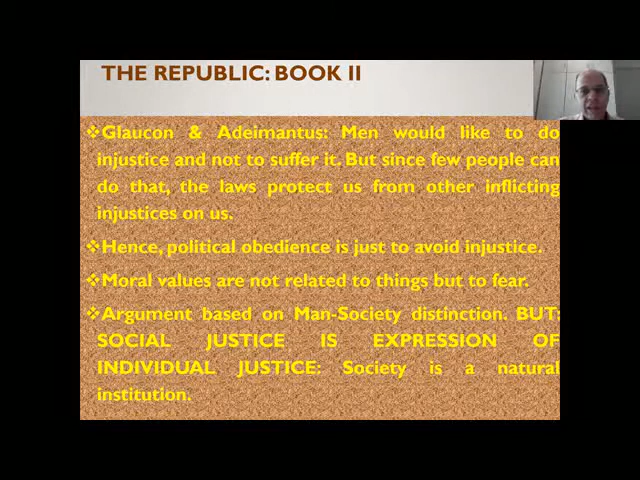 THE REPUBLIC: BOOK II
❖Glaucon & Adeimantus: Men would like to do
injustice and not to suffer it. But since few people can
do that, the laws protect us from other inflicting
injustices on us.
❖Hence, political obedience is just to avoid injustice.
❖Moral values are not related to things but to fear.
❖Argument based on Man-Society distinction. BUT:
SOCIAL JUSTICE IS EXPRESSION OF
INDIVIDUAL JUSTICE: Society is a natural
institution.